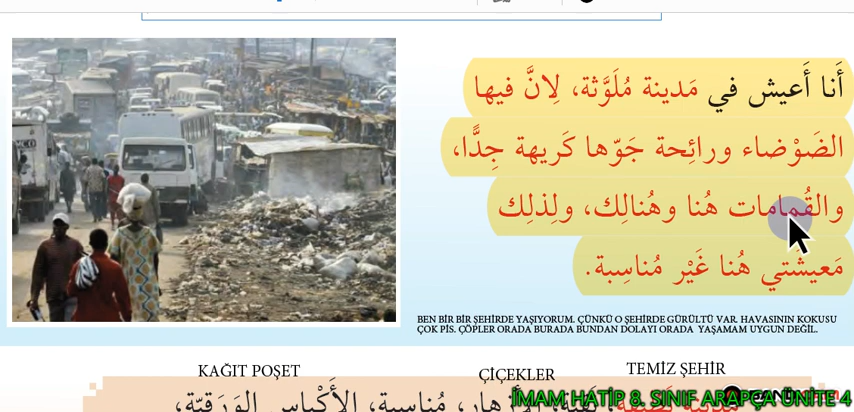 أَنا أَعيش في مَدينة مُلَوَّثة، لِانَّ فيها
الضَوْضاء ورائِحة جَوّها كَريهة جِدًّا،
والقُمامات هُنا وهُنالِك، ولِذلِك
مَعيشَتي هُنا غَيْر مُناسِبة.
BEN BİR BİR ŞEHİRDE YAŞIYORUM. ÇÜNKÜ O ŞEHİRDE GÜRÜLTÜ VAR. HAVASININ KOKUSU
ÇOK PİS. ÇÖPLER ORADA BURADA BUNDAN DOLAYI ORADA YAŞAMAM UYGUN DEĞİL.
KAĞIT POŞET ÇİÇEKLER TEMİZ ŞEHİR
مُناسِبة، الأَكْياس الوَرَقِيّة،
İMAM HATİP 8. SINIF ARAPÇA ÜNİTE 4